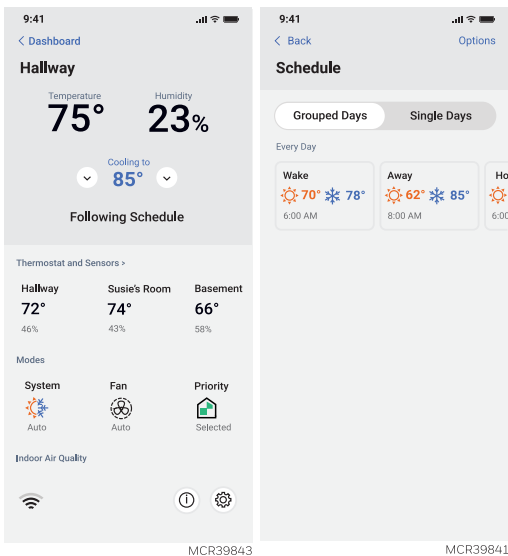 9:41
< Dashboard
Hallway
Temperature Humidity
75° 23%
Cooling to
85°
Following Schedule
Thermostat and Sensors >
Hallway Susie's Room Basement
72° 74° 66°
46% 43% 58%
Modes
System Fan Priority
Auto Auto Selected
Indoor Air Quality
MCR39843
9:41
< Back Options
Schedule
Grouped Days Single Days
Every Day
Wake Away Ho
70° 78° 62° 85°
6:00 AM 8:00 AM 6:00
MCR39841